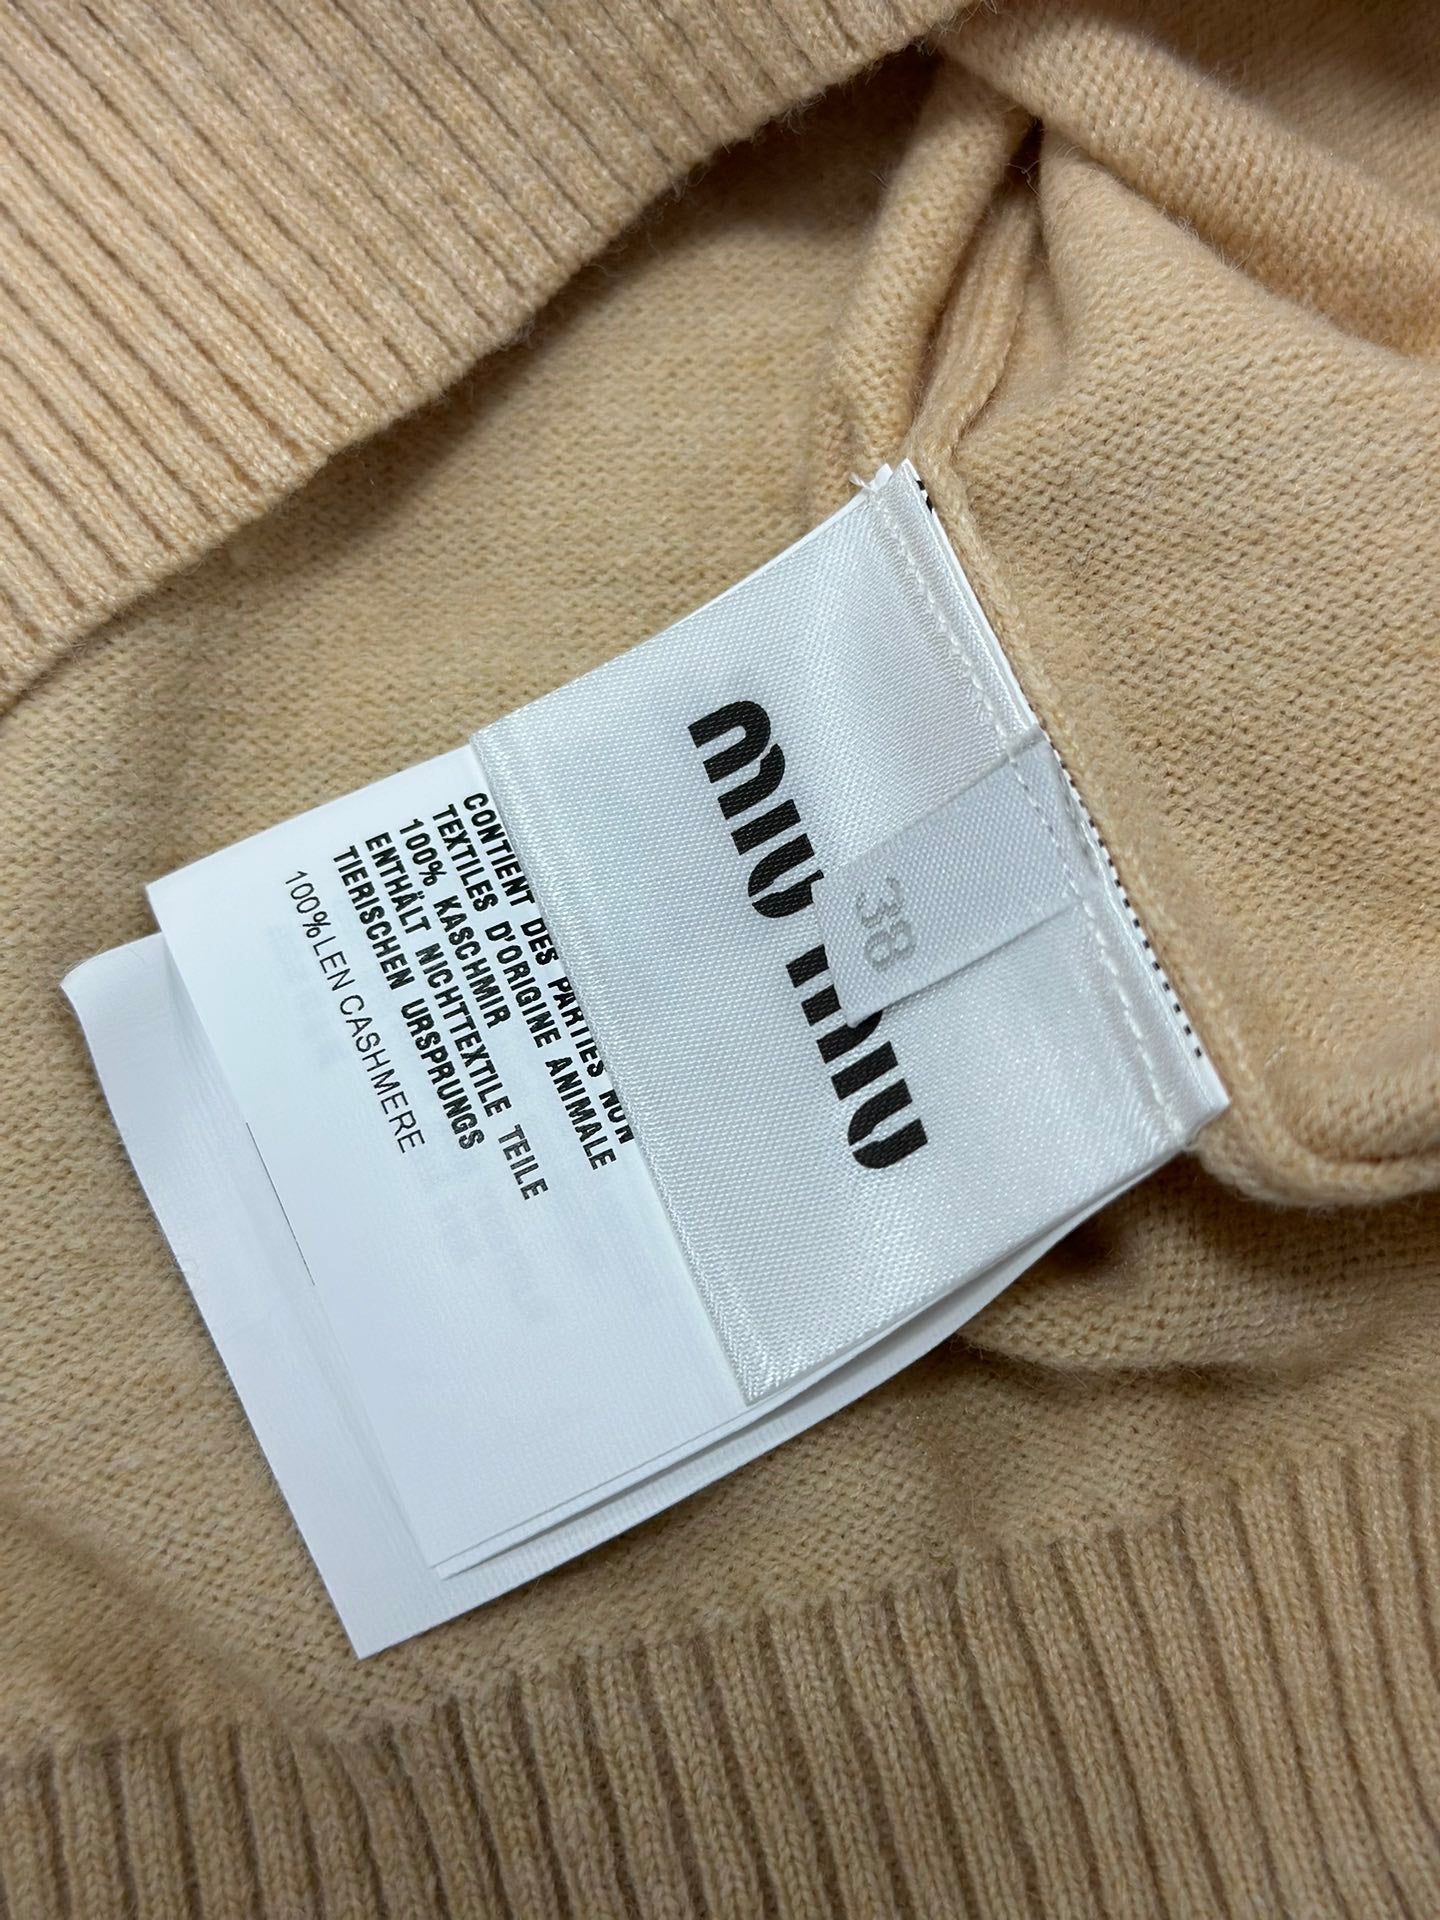 miu miu
38
CONTIENT DES PARTIES NON
TEXTILES D'ORIGINE ANIMALE
100% KASCHMIR
ENTHÄLT NICHTTEXTILE TEILE
TIERISCHEN URSPRUNGS
100%LEN CASHMERE